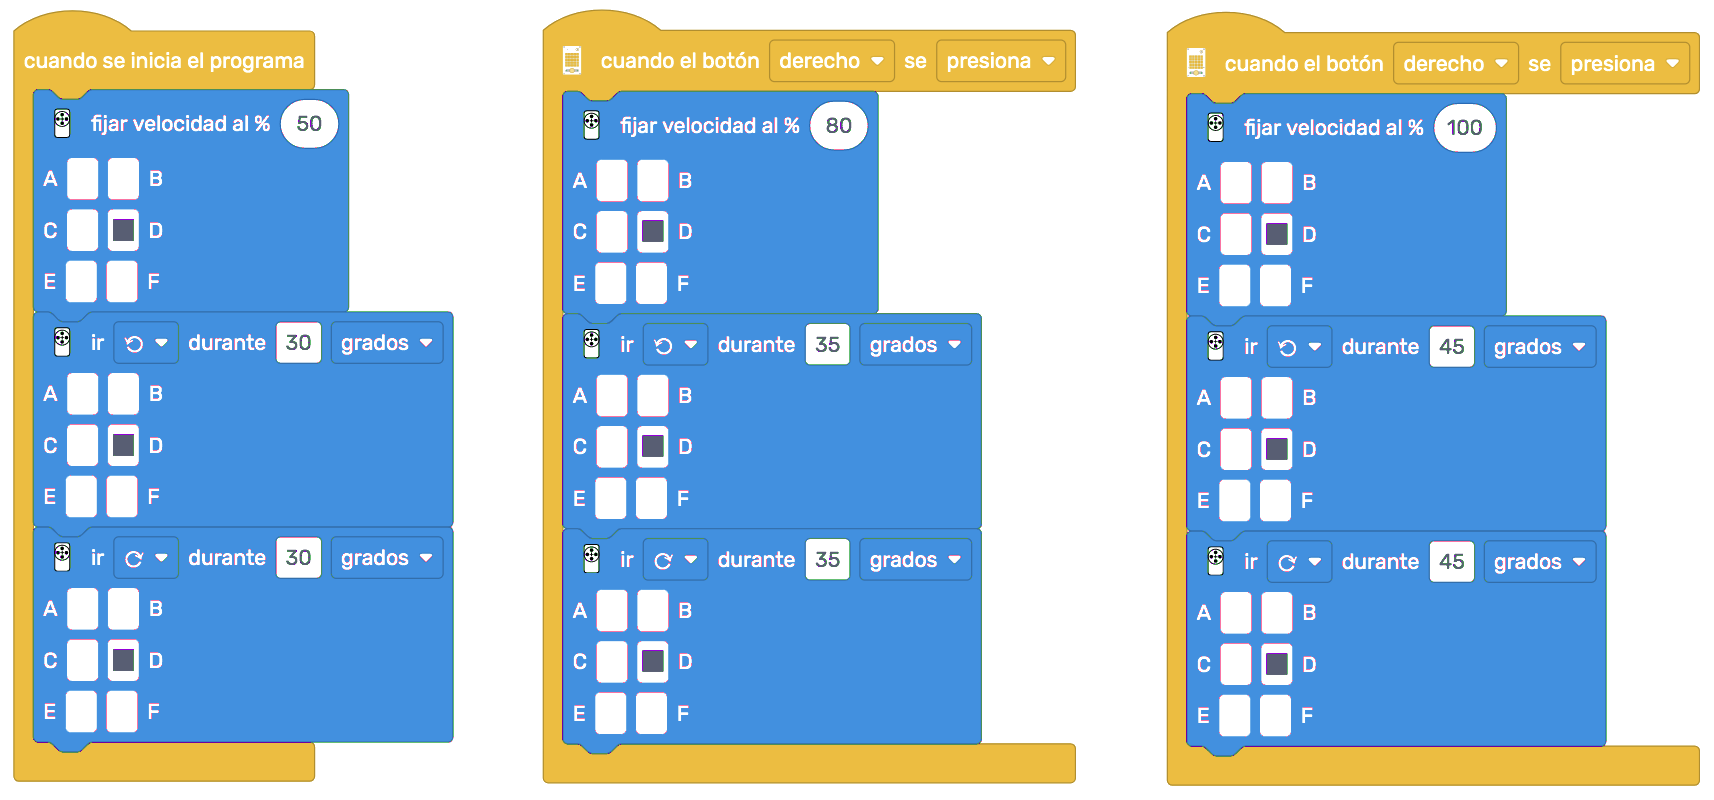 cuando se inicia el programa
fijar velocidad al % 50
A B
C D
E F
ir durante 30 grados
A B
C D
E F
ir durante 30 grados
A B
C D
E F
cuando el botón derecho se presiona
fijar velocidad al % 80
A B
C D
E F
ir durante 35 grados
A B
C D
E F
ir durante 35 grados
A B
C D
E F
cuando el botón derecho se presiona
fijar velocidad al % 100
A B
C D
E F
ir durante 45 grados
A B
C D
E F
ir durante 45 grados
A B
C D
E F